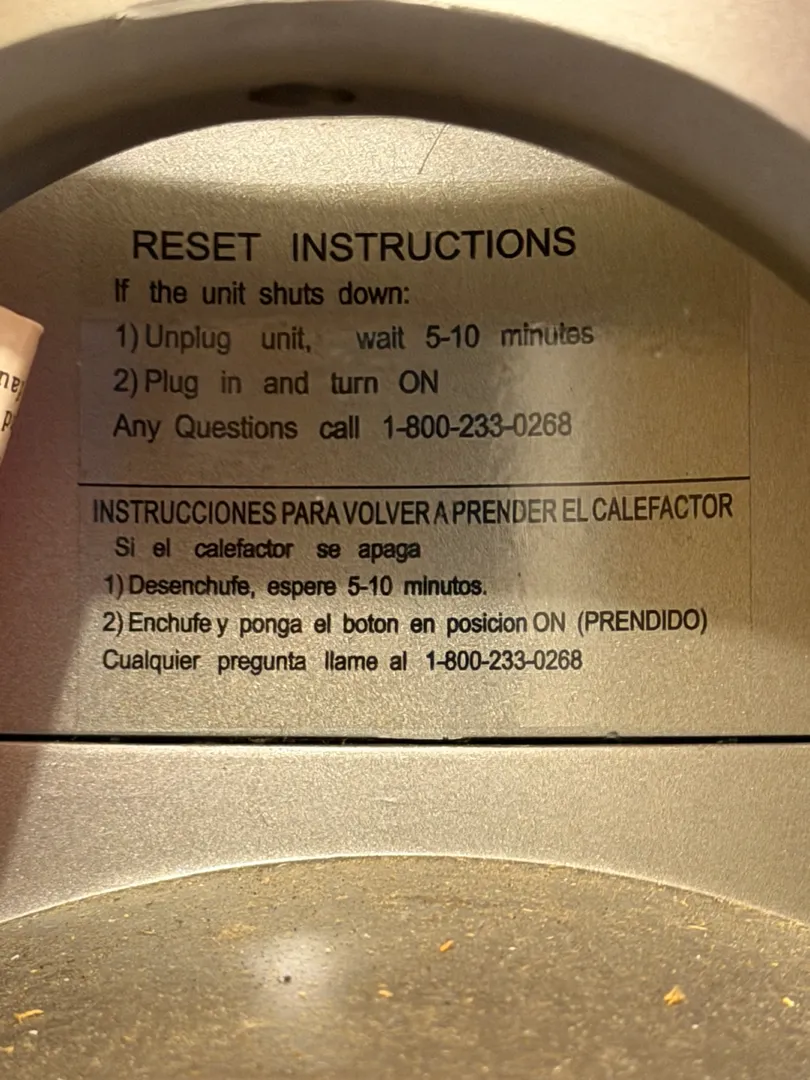 RESET INSTRUCTIONS
If the unit shuts down:
1) Unplug unit, wait 5-10 minutes
2) Plug in and turn ON
Any Questions call 1-800-233-0268
INSTRUCCIONES PARA VOLVER A PRENDER EL CALEFACTOR
Si el calefactor se apaga
1) Desenchufe, espere 5-10 minutos.
2) Enchufe y ponga el boton en posicion ON (PRENDIDO)
Cualquier pregunta llame al 1-800-233-0268